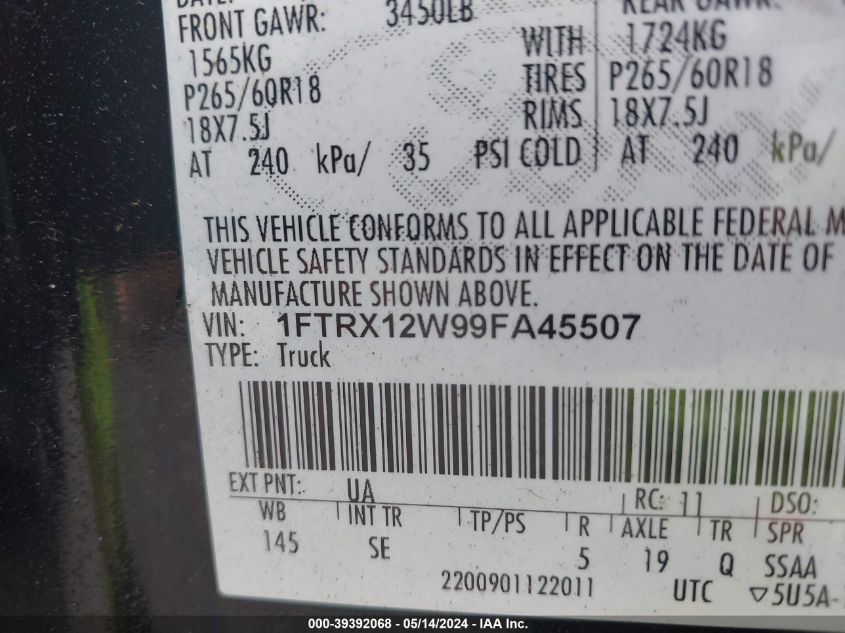 FRONT GAWR: 3450LB
1565KG WITH 1724KG
P265/60R18 TIRES P265/60R18
18X7.5J RIMS 18X7.5J
AT 240 kPa/ 35 PSI COLD AT 240 kPa/
THIS VEHICLE CONFORMS TO ALL APPLICABLE FEDERAL M
VEHICLE SAFETY STANDARDS IN EFFECT ON THE DATE OF
MANUFACTURE SHOWN ABOVE.
VIN: 1FTRX12W99FA45507
TYPE: Truck
EXT PNT: UA RC: 11 DSO:
WB INT TR TP/PS R AXLE TR SPR
145 SE 5 19 Q SSAA
2200901122011 UTC ▽5U5A-
000-39392068 - 05/14/2024 - IAA Inc.